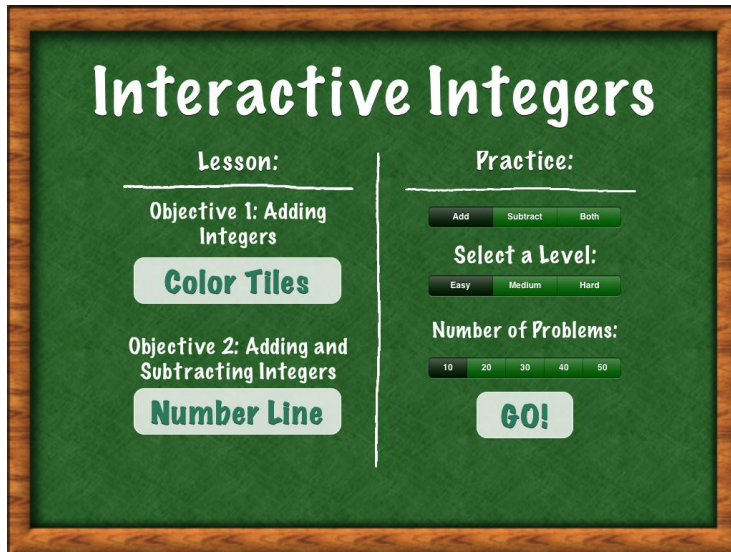 Interactive Integers
Lesson:
Objective 1: Adding
Integers
Color Tiles
Objective 2: Adding and
Subtracting Integers
Number Line
Practice:
Add Subtract Both
Select a Level:
Easy Medium Hard
Number of Problems:
10 20 30 40 50
GO!